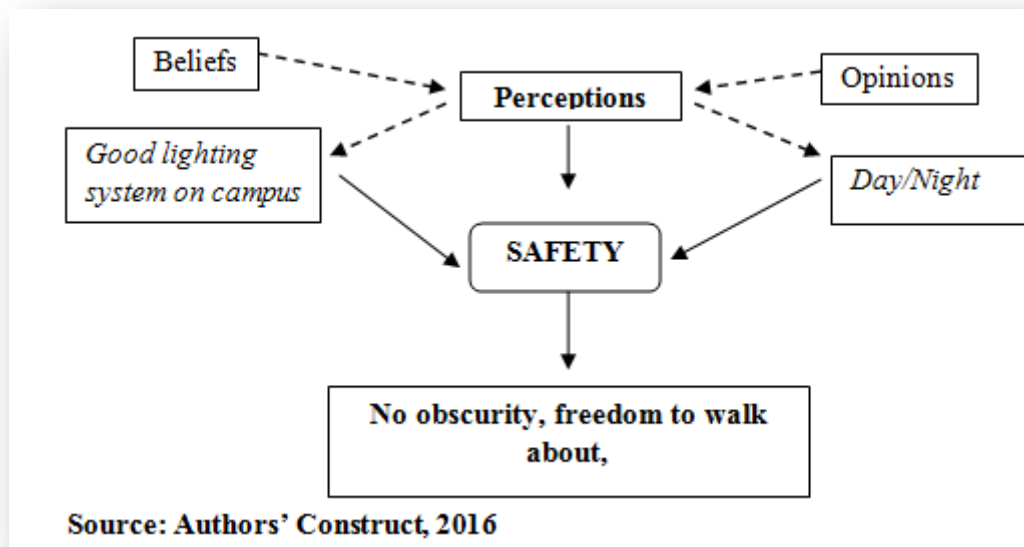 Beliefs
Perceptions
Opinions
Good lighting
system on campus
Day/Night
SAFETY
No obscurity, freedom to walk
about,
Source: Authors’ Construct, 2016